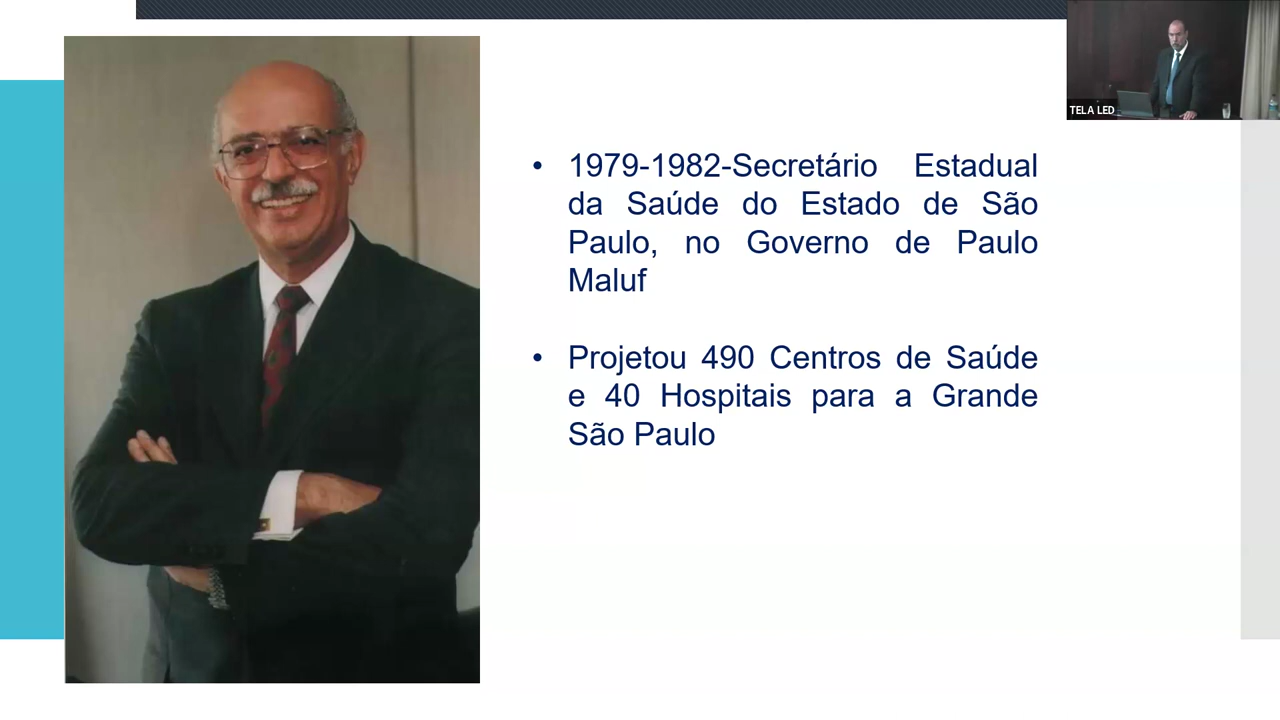 TELA LED
• 1979-1982-Secretário Estadual
da Saúde do Estado de São
Paulo, no Governo de Paulo
Maluf
• Projetou 490 Centros de Saúde
e 40 Hospitais para a Grande
São Paulo